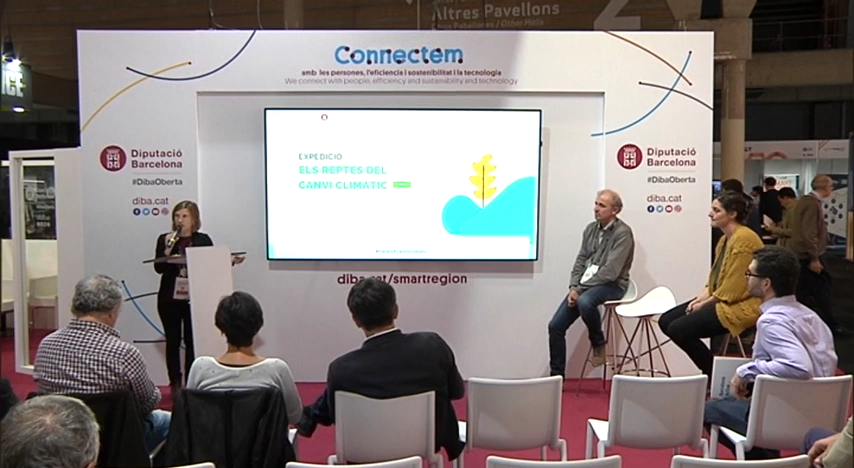 Altres Pavellons
2
Connectem
amb les persones, l'eficiència i sostenibilitat i la tecnologia
We connect with people, efficiency and sustainability and technology
Diputació
Barcelona
#DibaOberta
diba.cat
EXPEDICIÓ
ELS REPTES DEL
CANVI CLIMÀTIC
Diputació
Barcelona
#DibaOberta
diba.cat
diba.cat/smartregion